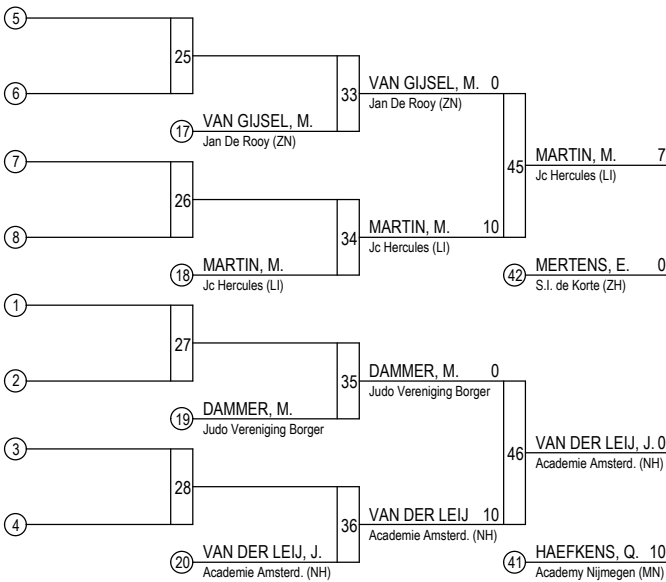 5
25
6
33
VAN GIJSEL, M. 0
Jan De Rooy (ZN)
17
VAN GIJSEL, M.
Jan De Rooy (ZN)
7
45
MARTIN, M. 7
Jc Hercules (LI)
26
8
34
MARTIN, M. 10
Jc Hercules (LI)
18
MARTIN, M.
Jc Hercules (LI)
42
MERTENS, E. 0
S.I. de Korte (ZH)
1
27
2
35
DAMMER, M. 0
Judo Vereniging Borger
19
DAMMER, M.
Judo Vereniging Borger
3
46
VAN DER LEIJ, J. 0
Academie Amsterd. (NH)
28
4
36
VAN DER LEIJ 10
Academie Amsterd. (NH)
20
VAN DER LEIJ, J.
Academie Amsterd. (NH)
41
HAEFKENS, Q. 10
Academy Nijmegen (MN)